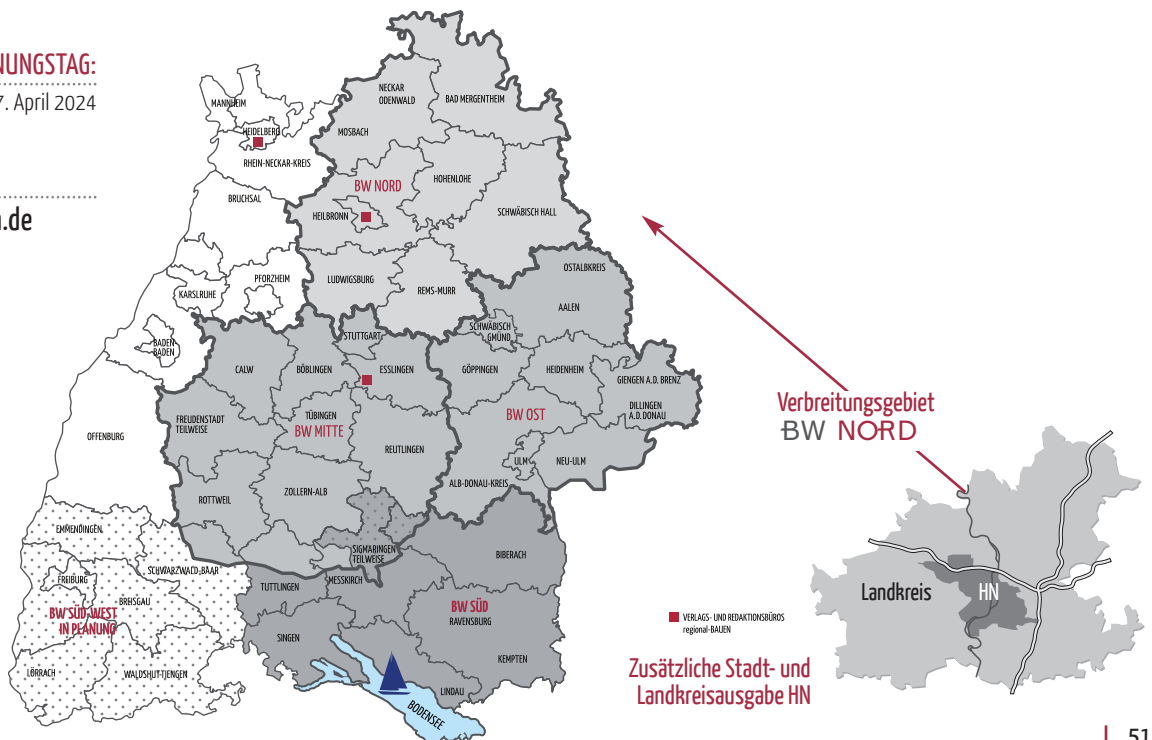 NUNGSTAG:
7. April 2024
.de
MANNHEIM
HEIDELBERG
RHEIN-NECKAR-KREIS
BRUCHSAL
KARSLRUHE
PFORZHEIM
BADEN-
BADEN
OFFENBURG
NECKAR
ODENWALD
BAD MERGENTHEIM
MOSBACH
BW NORD
HOHENLOHE
HEILBRONN
SCHWÄBISCH HALL
LUDWIGSBURG
REMS-MURR
OSTALBKREIS
AALEN
SCHWÄBISCH
GMÜND
GÖPPINGEN
HEIDENHEIM
GIENGEN A.D. BRENZ
DILLINGEN
A.D. DONAU
BW OST
ULM
NEU-ULM
ALB-DONAU-KREIS
STUTTGART
CALW
BÖBLINGEN
ESSLINGEN
FREUDENSTADT
TEILWEISE
TÜBINGEN
BW MITTE
REUTLINGEN
ROTTWEIL
ZOLLERN-ALB
SIGMARINGEN
TEILWEISE
EMMENDINGEN
SCHWARZWALD-BAAR
FREIBURG
BREISGAU
BW SÜD-WEST
IN PLANUNG
LÖRRACH
WALDSHUT-TIENGEN
TUTTLINGEN
MESSKIRCH
BIBERACH
BW SÜD
RAVENSBURG
SINGEN
KEMPTEN
LINDAU
BODENSEE
Verbreitungsgebiet
BW NORD
Landkreis
HN
VERLAGS- UND REDAKTIONSBÜROS
regional-BAUEN
Zusätzliche Stadt- und
Landkreisausgabe HN
51